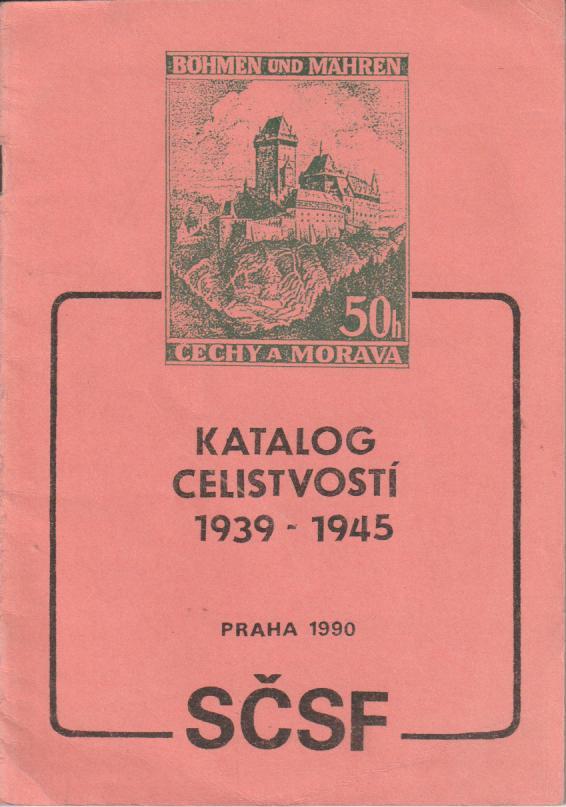 BÖHMEN UND MÄHREN
50h
ČECHY A MORAVA
KATALOG
CELISTVOSTÍ
1939 - 1945
PRAHA 1990
SČSF